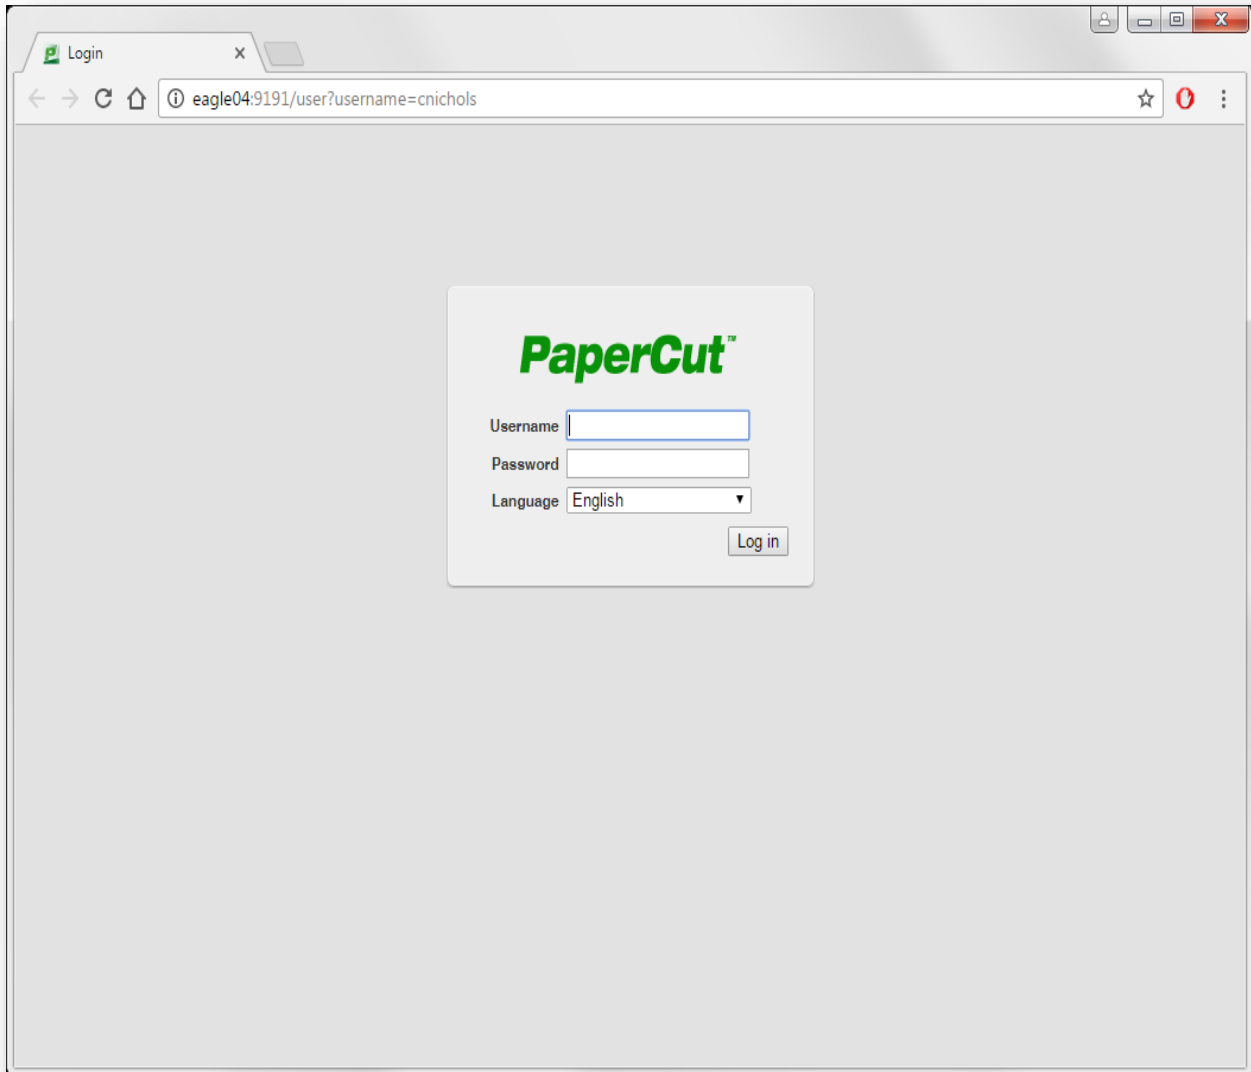 Login
eagle04:9191/user?username=cnichols
PaperCut™
Username
Password
Language English
Log in